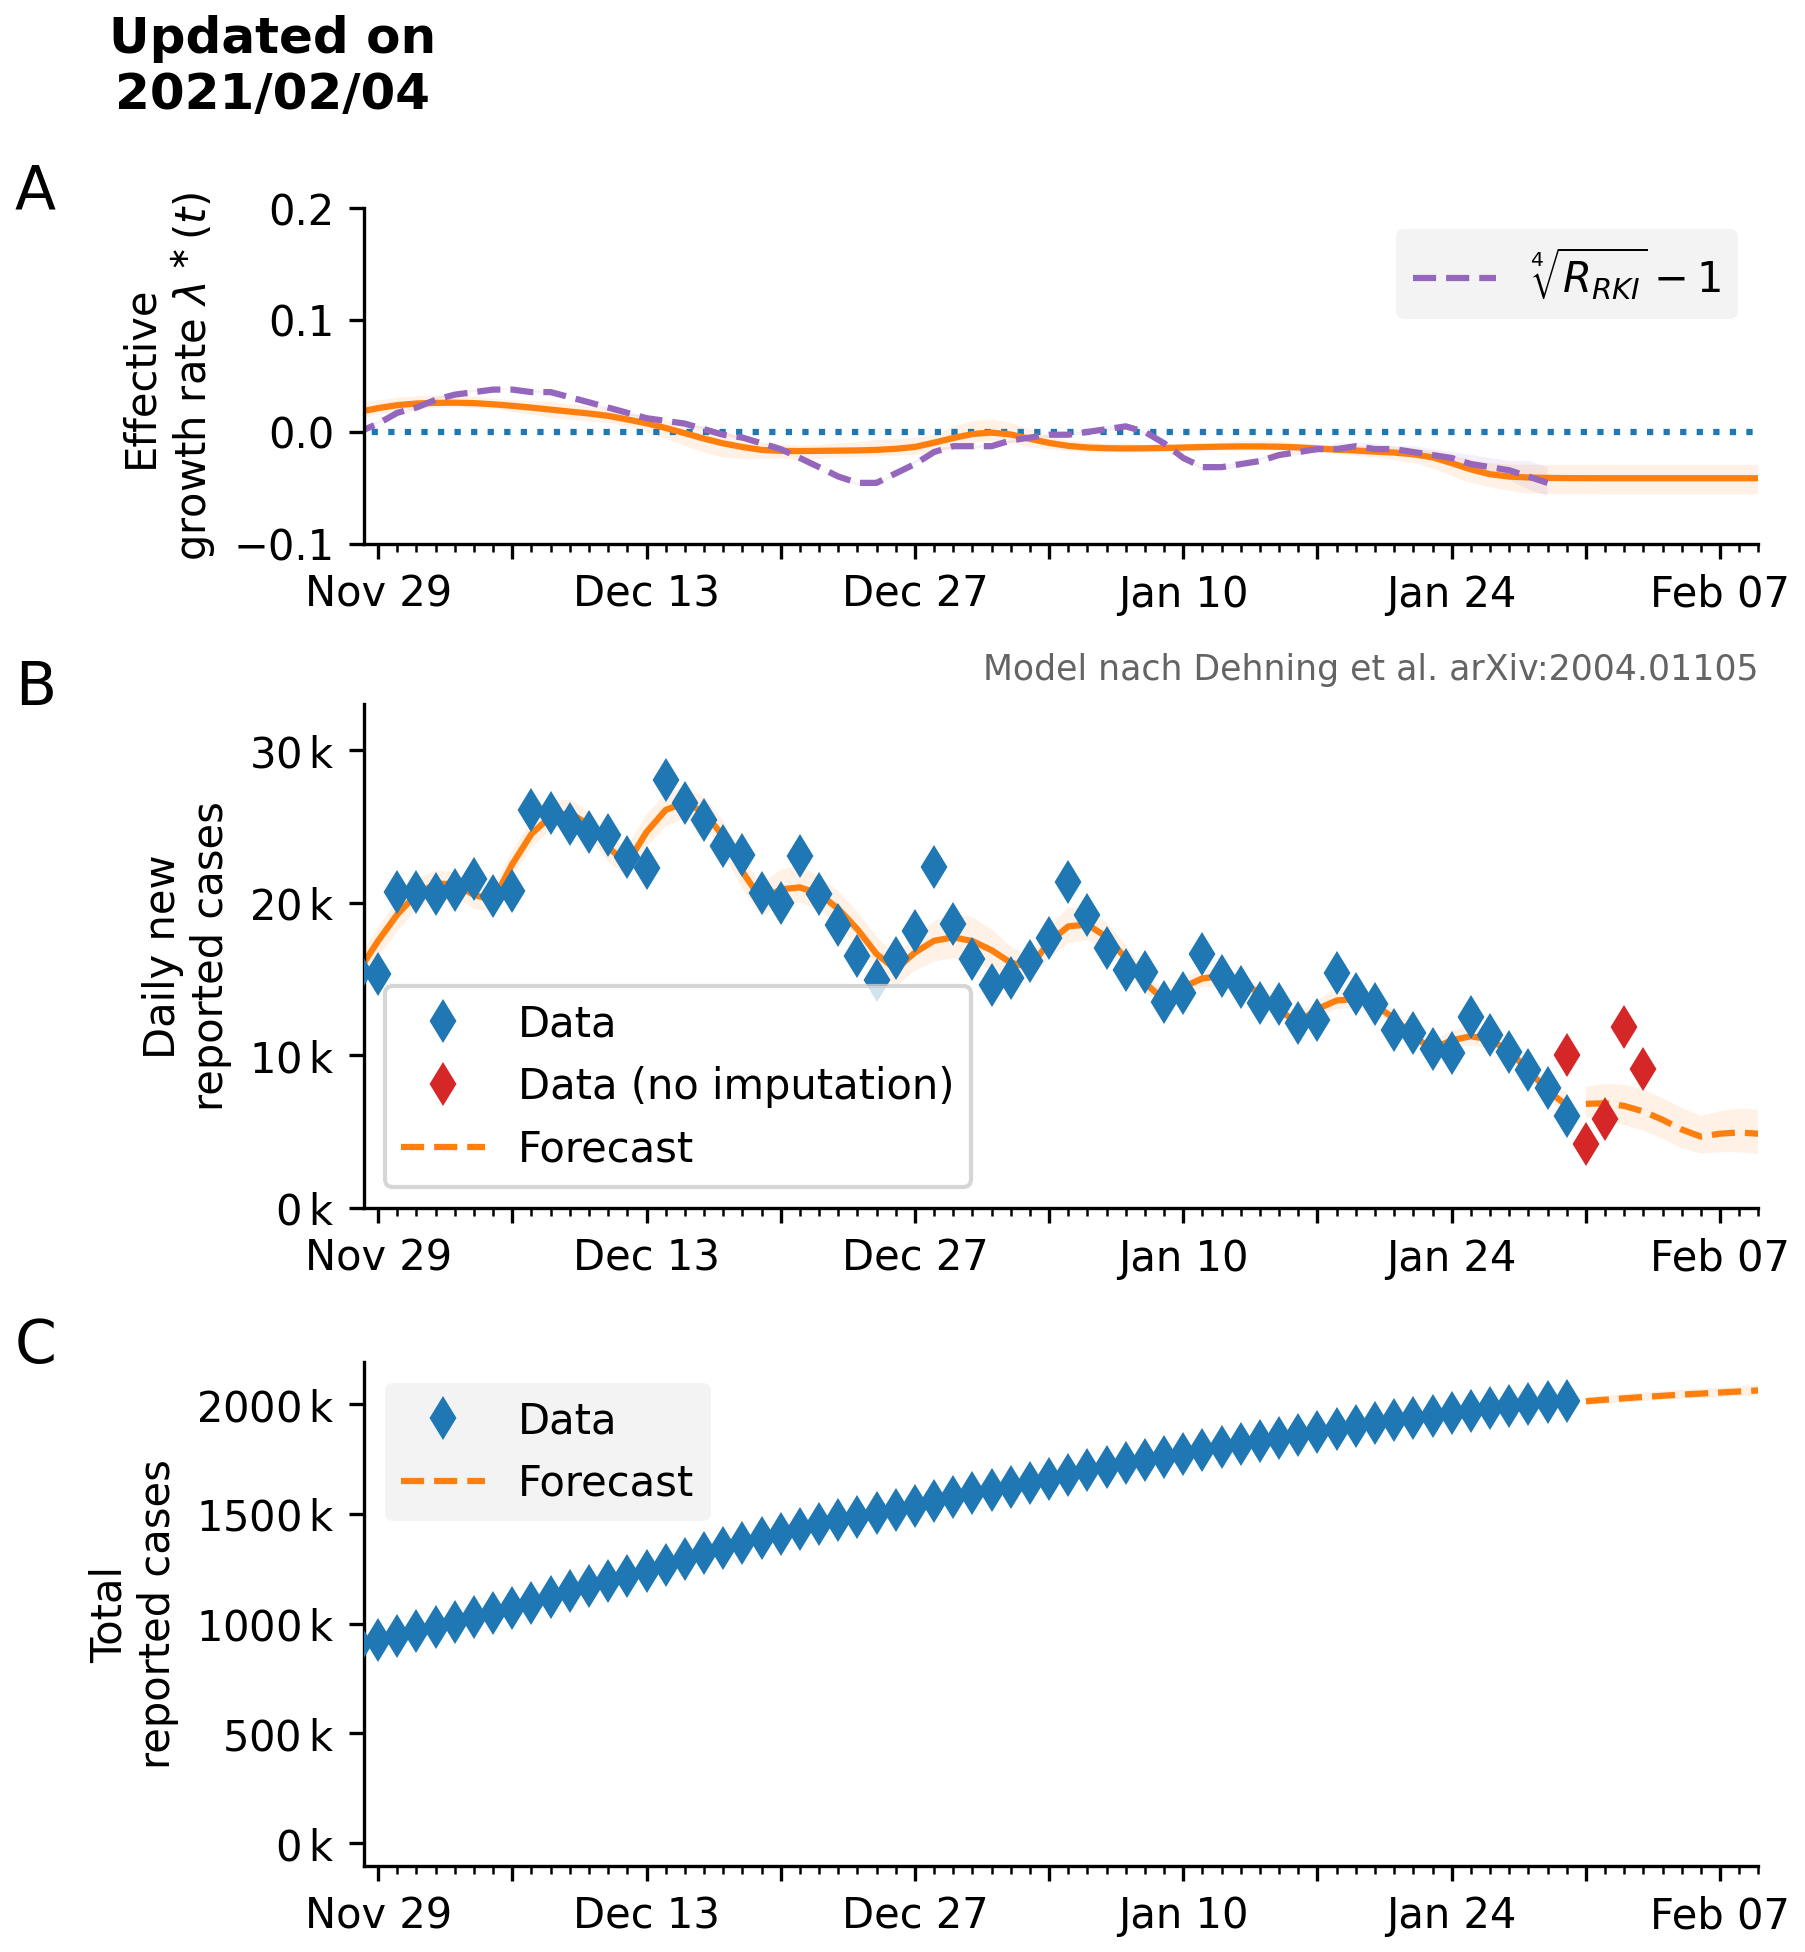 Updated on
2021/02/04
A
Effective
growth rate λ * (t)
0.2
0.1
0.0
−0.1
∜R_RKI − 1
Nov 29 Dec 13 Dec 27 Jan 10 Jan 24 Feb 07
Model nach Dehning et al. arXiv:2004.01105
B
Daily new
reported cases
30 k
20 k
10 k
0 k
Data
Data (no imputation)
Forecast
Nov 29 Dec 13 Dec 27 Jan 10 Jan 24 Feb 07
C
Total
reported cases
2000 k
1500 k
1000 k
500 k
0 k
Data
Forecast
Nov 29 Dec 13 Dec 27 Jan 10 Jan 24 Feb 07